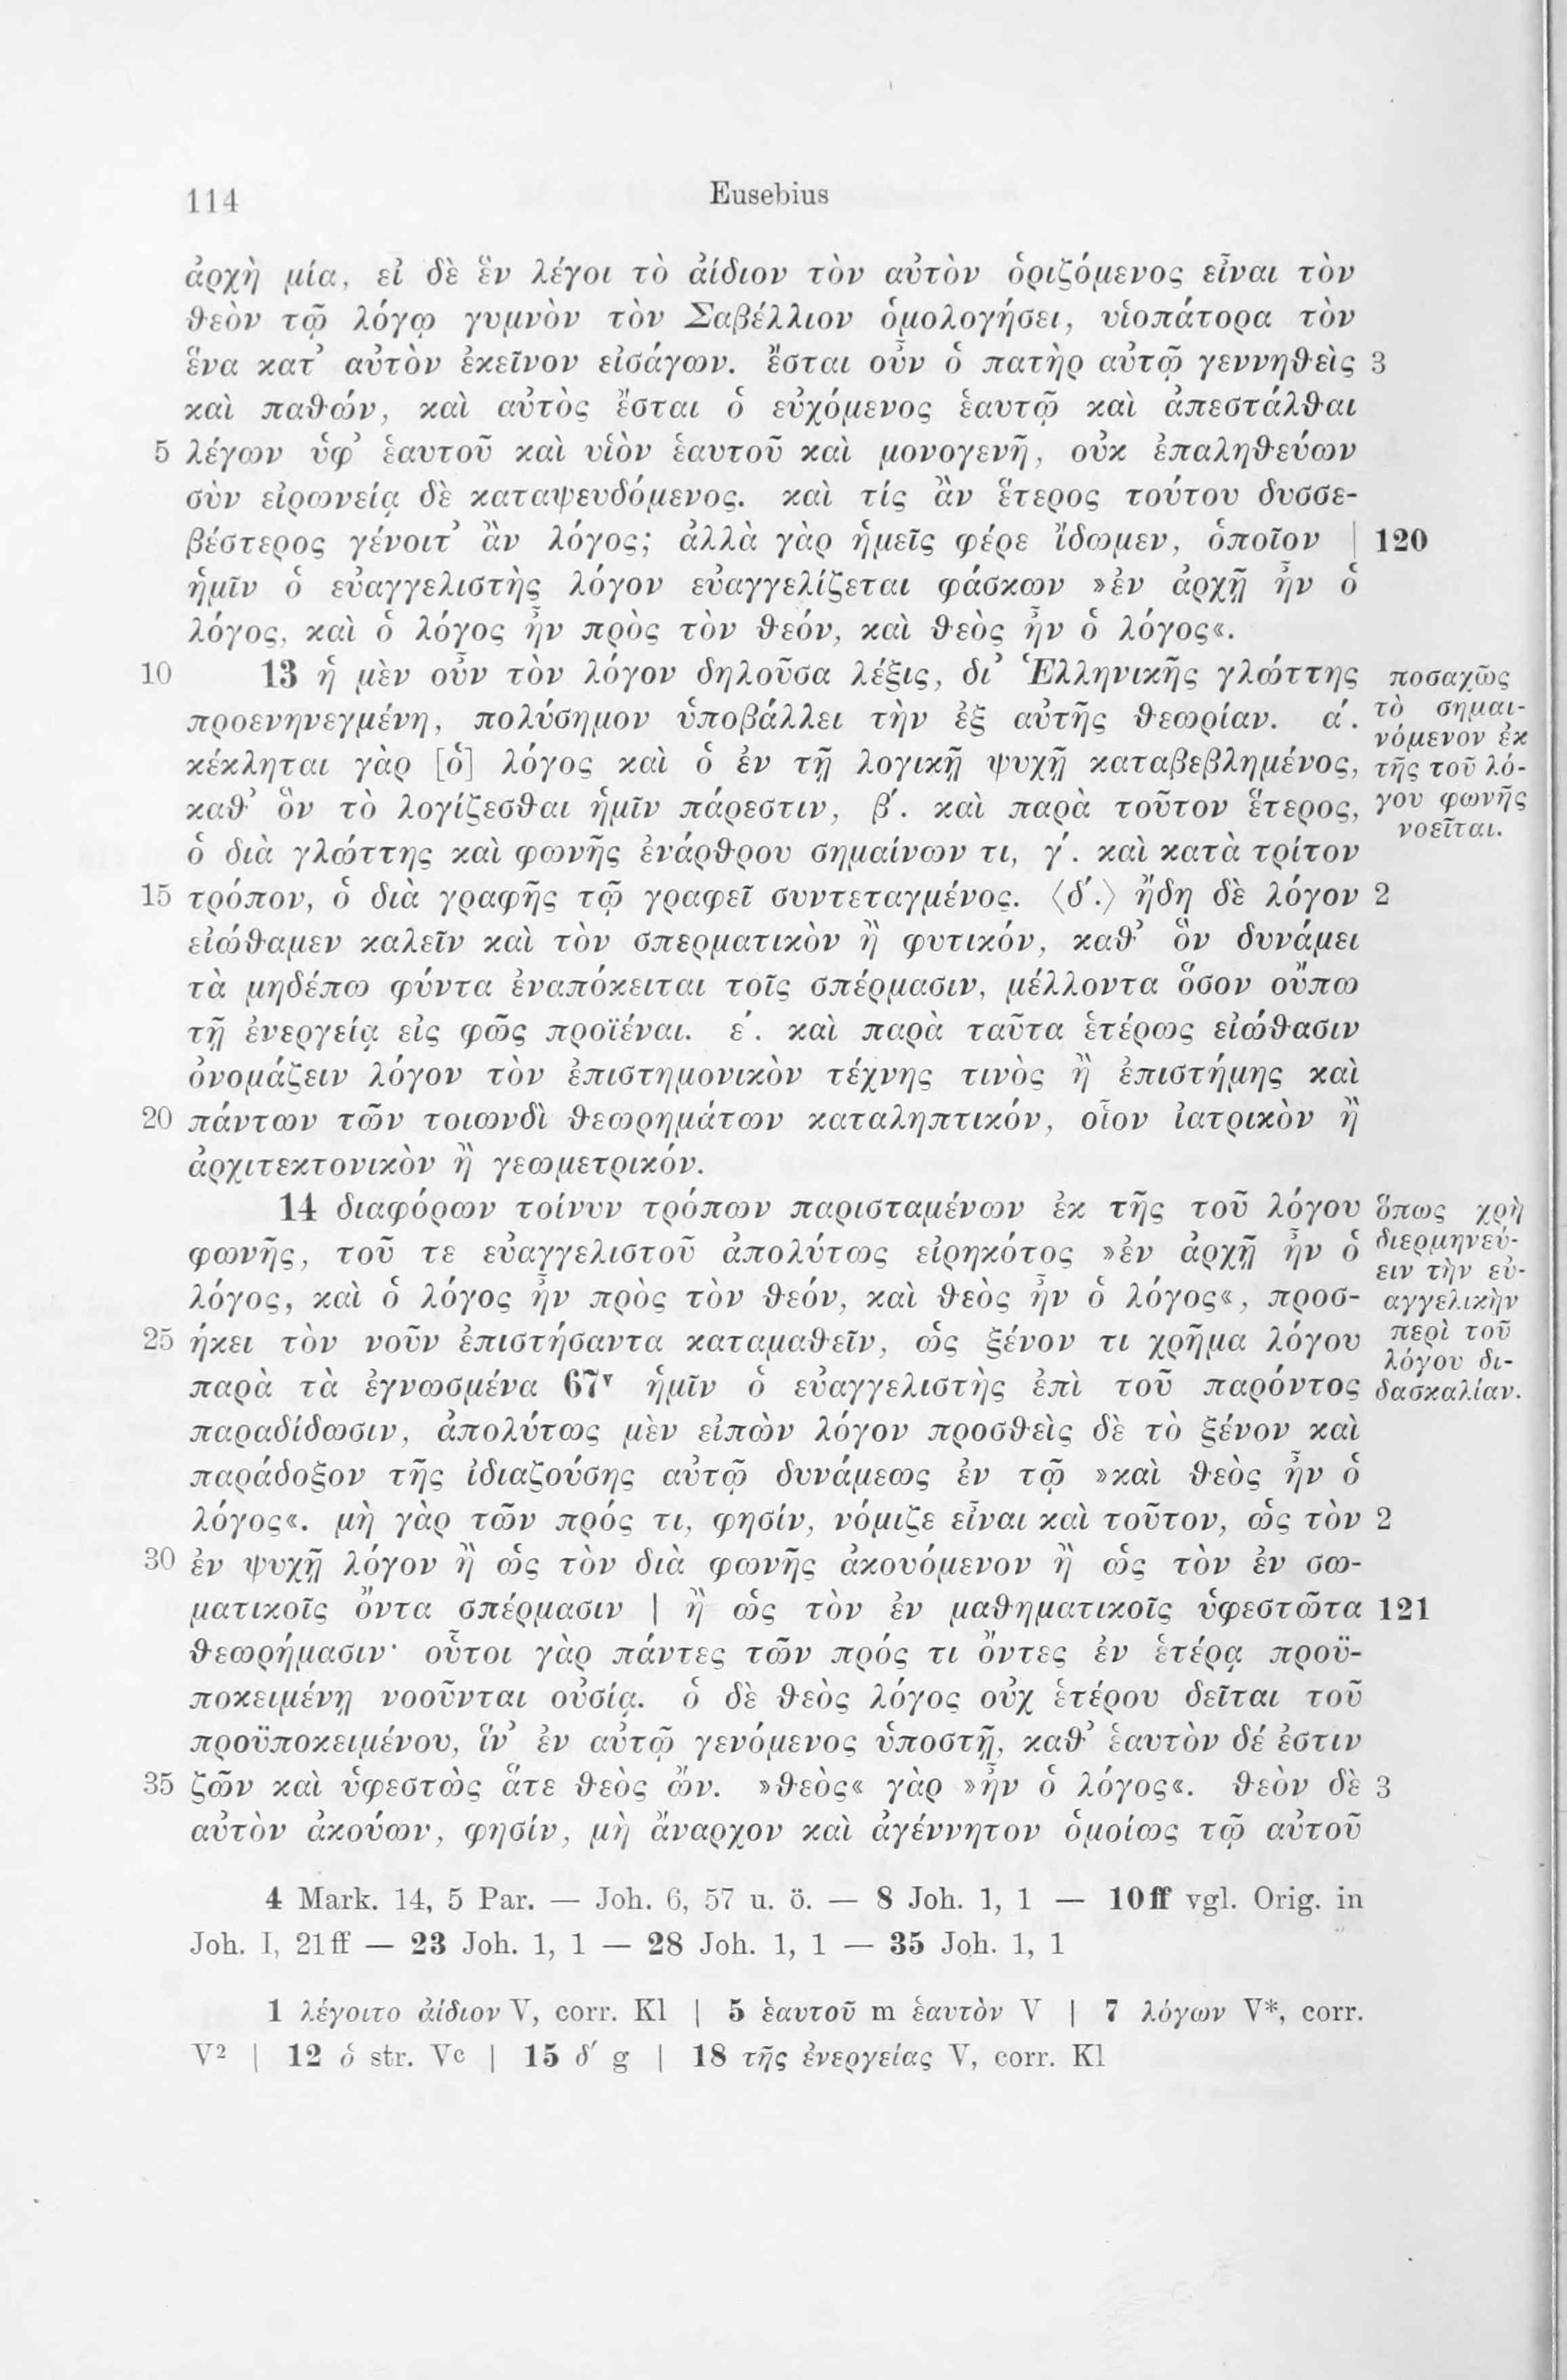 114 Eusebius
ἀρχὴ μία, εἰ δὲ ἓν λέγοι τὸ ἀίδιον τὸν αὐτὸν ὁριζόμενος εἶναι τὸν
θεὸν τῷ λόγῳ γυμνὸν τὸν Σαβέλλιον ὁμολογήσει, υἱοπάτορα τὸν
ἕνα κατ’ αὐτὸν ἐκεῖνον εἰσάγων. ἔσται οὖν ὁ πατὴρ αὐτῷ γεννηθεὶς 3
καὶ παθών, καὶ αὐτὸς ἔσται ὁ εὐχόμενος ἑαυτῷ καὶ ἀπεστάλθαι
5 λέγων ὑφ’ ἑαυτοῦ καὶ υἱὸν ἑαυτοῦ καὶ μονογενῆ, οὐκ ἐπαληθεύων
σὺν εἰρωνείᾳ δὲ καταψευδόμενος. καὶ τίς ἂν ἕτερος τούτου δυσσε-
βέστερος γένοιτ’ ἂν λόγος; ἀλλὰ γὰρ ἡμεῖς φέρε ἴδωμεν, ὁποῖον | 120
ἡμῖν ὁ εὐαγγελιστὴς λόγον εὐαγγελίζεται φάσκων »ἐν ἀρχῇ ἦν ὁ
λόγος, καὶ ὁ λόγος ἦν πρὸς τὸν θεόν, καὶ θεὸς ἦν ὁ λόγος«.
10 13 ἡ μὲν οὖν τὸν λόγον δηλοῦσα λέξις, δι’ Ἑλληνικῆς γλώττης
προενηνεγμένη, πολύσημον ὑποβάλλει τὴν ἐξ αὐτῆς θεωρίαν. α΄.
κέκληται γὰρ [ὁ] λόγος καὶ ὁ ἐν τῇ λογικῇ ψυχῇ καταβεβλημένος,
καθ’ ὃν τὸ λογίζεσθαι ἡμῖν πάρεστιν, β΄. καὶ παρὰ τοῦτον ἕτερος,
ὁ διὰ γλώττης καὶ φωνῆς ἐνάρθρου σημαίνων τι, γ΄. καὶ κατὰ τρίτον
15 τρόπον, ὁ διὰ γραφῆς τῷ γραφεῖ συντεταγμένος. ⟨δ΄.⟩ ἤδη δὲ λόγον 2
εἰώθαμεν καλεῖν καὶ τὸν σπερματικὸν ἢ φυτικόν, καθ’ ὃν δυνάμει
τὰ μηδέπω φύντα ἐναπόκειται τοῖς σπέρμασιν, μέλλοντα ὅσον οὔπω
τῇ ἐνεργείᾳ εἰς φῶς προϊέναι. ε΄. καὶ παρὰ ταῦτα ἑτέρως εἰώθασιν
ὀνομάζειν λόγον τὸν ἐπιστημονικὸν τέχνης τινὸς ἢ ἐπιστήμης καὶ
20 πάντων τῶν τοιωνδὶ θεωρημάτων καταληπτικόν, οἷον ἰατρικὸν ἢ
ἀρχιτεκτονικὸν ἢ γεωμετρικόν.
ποσαχῶς
τὸ σημαι-
νόμενον ἐκ
τῆς τοῦ λό-
γου φωνῆς
νοεῖται.
14 διαφόρων τοίνυν τρόπων παρισταμένων ἐκ τῆς τοῦ λόγου
φωνῆς, τοῦ τε εὐαγγελιστοῦ ἀπολύτως εἰρηκότος »ἐν ἀρχῇ ἦν ὁ
λόγος, καὶ ὁ λόγος ἦν πρὸς τὸν θεόν, καὶ θεὸς ἦν ὁ λόγος«, προσ-
25 ήκει τὸν νοῦν ἐπιστήσαντα καταμαθεῖν, ὡς ξένον τι χρῆμα λόγου
παρὰ τὰ ἐγνωσμένα 67ᵛ ἡμῖν ὁ εὐαγγελιστὴς ἐπὶ τοῦ παρόντος
παραδίδωσιν, ἀπολύτως μὲν εἰπὼν λόγον προσθεὶς δὲ τὸ ξένον καὶ
παράδοξον τῆς ἰδιαζούσης αὐτῷ δυνάμεως ἐν τῷ »καὶ θεὸς ἦν ὁ
λόγος«. μὴ γὰρ τῶν πρός τι, φησίν, νόμιζε εἶναι καὶ τοῦτον, ὡς τὸν 2
30 ἐν ψυχῇ λόγον ἢ ὡς τὸν διὰ φωνῆς ἀκουόμενον ἢ ὡς τὸν ἐν σω-
ματικοῖς ὄντα σπέρμασιν | ἢ ὡς τὸν ἐν μαθηματικοῖς ὑφεστῶτα 121
θεωρήμασιν· οὗτοι γὰρ πάντες τῶν πρός τι ὄντες ἐν ἑτέρᾳ προϋ-
ποκειμένῃ νοοῦνται οὐσίᾳ. ὁ δὲ θεὸς λόγος οὐχ ἑτέρου δεῖται τοῦ
προϋποκειμένου, ἵν’ ἐν αὐτῷ γενόμενος ὑποστῇ, καθ’ ἑαυτὸν δέ ἐστιν
35 ζῶν καὶ ὑφεστὼς ἅτε θεὸς ὤν. »θεὸς« γὰρ »ἦν ὁ λόγος«. θεὸν δὲ 3
αὐτὸν ἀκούων, φησίν, μὴ ἄναρχον καὶ ἀγέννητον ὁμοίως τῷ αὐτοῦ
ὅπως χρὴ
διερμηνεύ-
ειν τὴν εὐ-
αγγελικὴν
περὶ τοῦ
λόγου δι-
δασκαλίαν.
4 Mark. 14, 5 Par. — Joh. 6, 57 u. ö. — 8 Joh. 1, 1 — 10 ff vgl. Orig. in
Joh. I, 21 ff — 23 Joh. 1, 1 — 28 Joh. 1, 1 — 35 Joh. 1, 1
1 λέγοιτο ἀίδιον V, corr. Kl | 5 ἑαυτοῦ m ἑαυτὸν V | 7 λόγων V*, corr.
V² | 12 ὁ str. Vᶜ | 15 δ΄ g | 18 τῆς ἐνεργείας V, corr. Kl